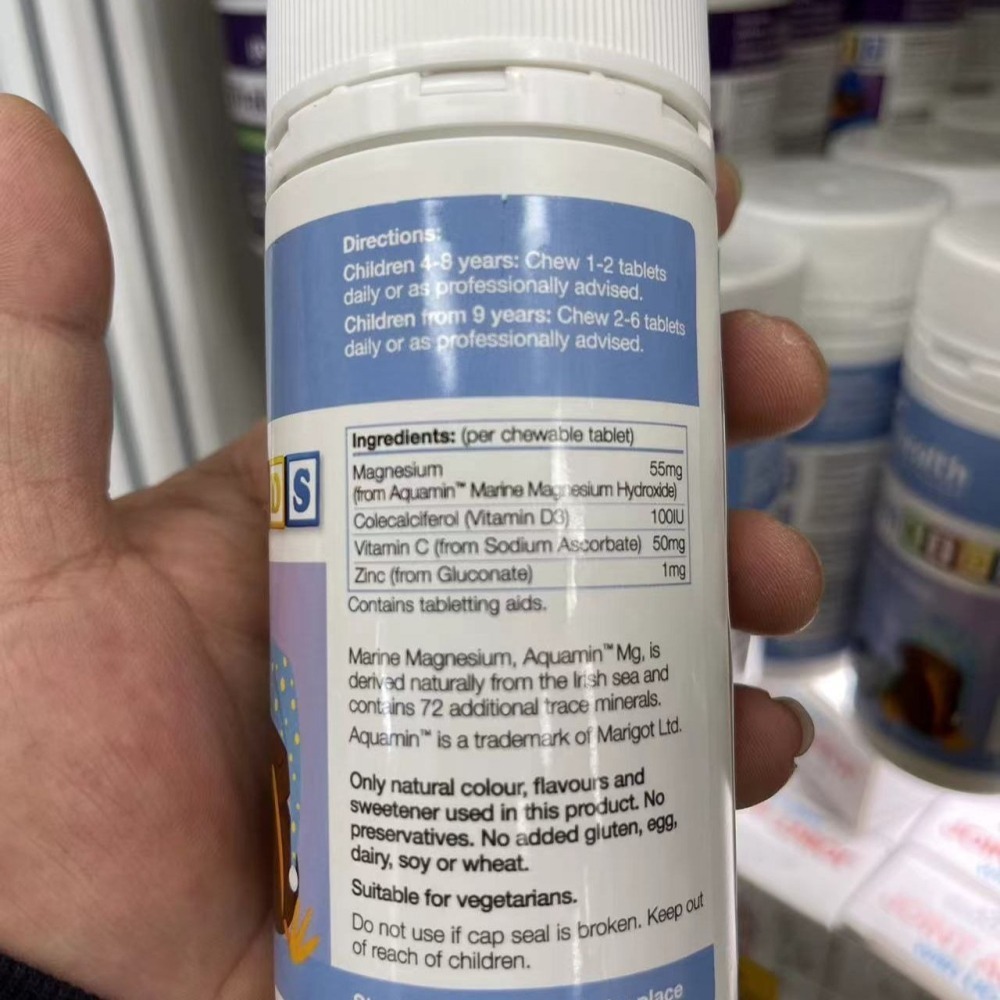 Directions:
Children 4-8 years: Chew 1-2 tablets
daily or as professionally advised.
Children from 9 years: Chew 2-6 tablets
daily or as professionally advised.
Ingredients: (per chewable tablet)
Magnesium 55mg
(from Aquamin™ Marine Magnesium Hydroxide)
Colecalciferol (Vitamin D3) 100IU
Vitamin C (from Sodium Ascorbate) 50mg
Zinc (from Gluconate) 1mg
Contains tabletting aids.
Marine Magnesium, Aquamin™ Mg, is
derived naturally from the Irish sea and
contains 72 additional trace minerals.
Aquamin™ is a trademark of Marigot Ltd.
Only natural colour, flavours and
sweetener used in this product. No
preservatives. No added gluten, egg,
dairy, soy or wheat.
Suitable for vegetarians.
Do not use if cap seal is broken. Keep out
of reach of children.
place
S